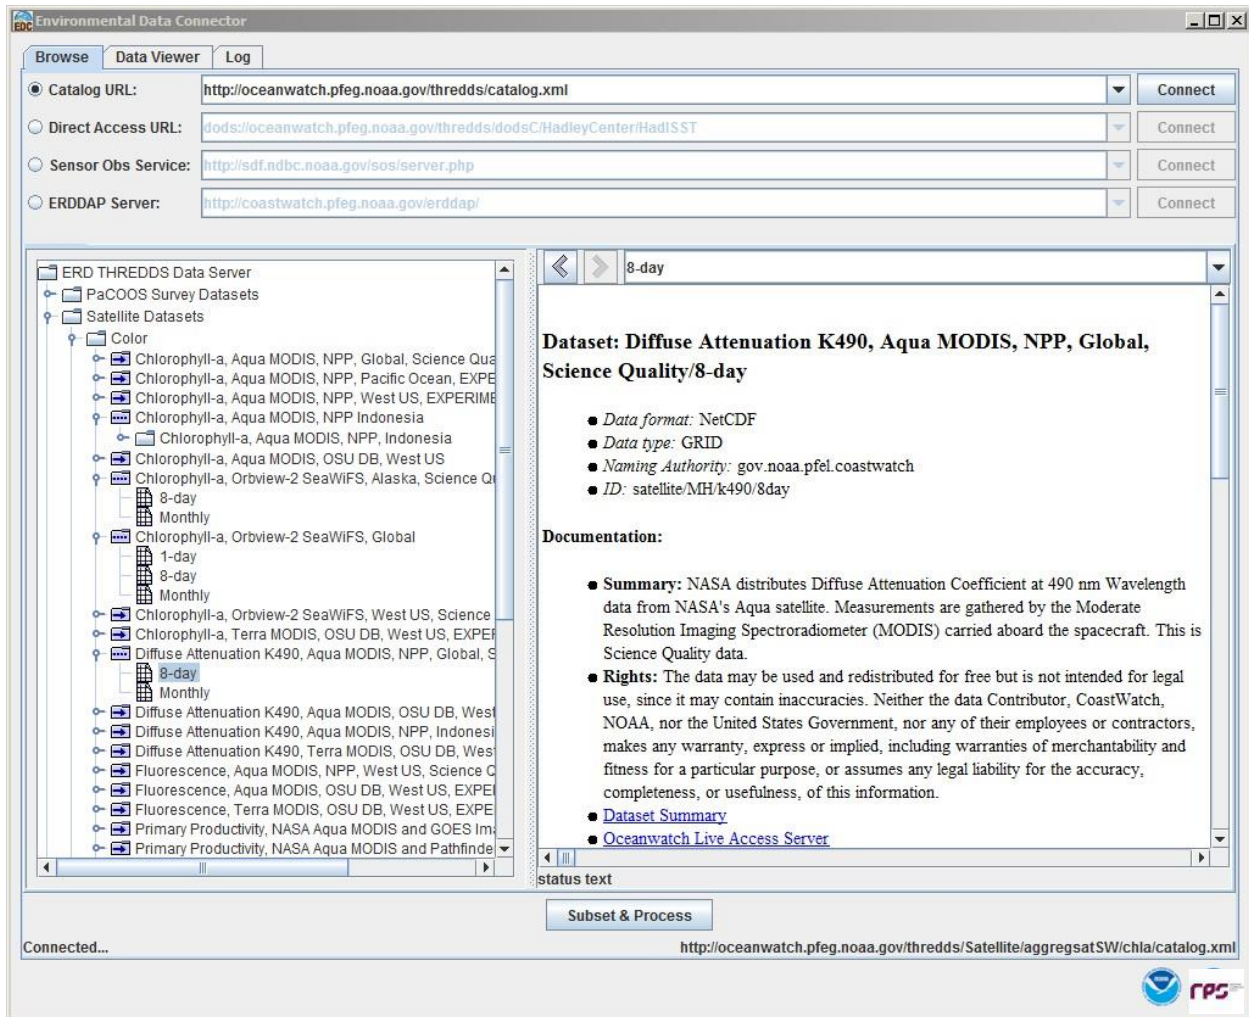 EDC Environmental Data Connector
Browse Data Viewer Log
Catalog URL: http://oceanwatch.pfeg.noaa.gov/thredds/catalog.xml Connect
Direct Access URL: dods://oceanwatch.pfeg.noaa.gov/thredds/dodsC/HadleyCenter/HadISST Connect
Sensor Obs Service: http://sdf.ndbc.noaa.gov/sos/server.php Connect
ERDDAP Server: http://coastwatch.pfeg.noaa.gov/erddap/ Connect
ERD THREDDS Data Server
PaCOOS Survey Datasets
Satellite Datasets
Color
Chlorophyll-a, Aqua MODIS, NPP, Global, Science Qua
Chlorophyll-a, Aqua MODIS, NPP, Pacific Ocean, EXPE
Chlorophyll-a, Aqua MODIS, NPP, West US, EXPERIME
Chlorophyll-a, Aqua MODIS, NPP Indonesia
Chlorophyll-a, Aqua MODIS, NPP, Indonesia
Chlorophyll-a, Aqua MODIS, OSU DB, West US
Chlorophyll-a, Orbview-2 SeaWiFS, Alaska, Science Qu
8-day
Monthly
Chlorophyll-a, Orbview-2 SeaWiFS, Global
1-day
8-day
Monthly
Chlorophyll-a, Orbview-2 SeaWiFS, West US, Science
Chlorophyll-a, Terra MODIS, OSU DB, West US, EXPER
Diffuse Attenuation K490, Aqua MODIS, NPP, Global, S
8-day
Monthly
Diffuse Attenuation K490, Aqua MODIS, OSU DB, West
Diffuse Attenuation K490, Aqua MODIS, NPP, Indonesi
Diffuse Attenuation K490, Terra MODIS, OSU DB, West
Fluorescence, Aqua MODIS, NPP, West US, Science Q
Fluorescence, Aqua MODIS, OSU DB, West US, EXPEI
Fluorescence, Terra MODIS, OSU DB, West US, EXPE
Primary Productivity, NASA Aqua MODIS and GOES Ima
Primary Productivity, NASA Aqua MODIS and Pathfinde
8-day
Dataset: Diffuse Attenuation K490, Aqua MODIS, NPP, Global,
Science Quality/8-day
Data format: NetCDF
Data type: GRID
Naming Authority: gov.noaa.pfel.coastwatch
ID: satellite/MH/k490/8day
Documentation:
Summary: NASA distributes Diffuse Attenuation Coefficient at 490 nm Wavelength
data from NASA's Aqua satellite. Measurements are gathered by the Moderate
Resolution Imaging Spectroradiometer (MODIS) carried aboard the spacecraft. This is
Science Quality data.
Rights: The data may be used and redistributed for free but is not intended for legal
use, since it may contain inaccuracies. Neither the data Contributor, CoastWatch,
NOAA, nor the United States Government, nor any of their employees or contractors,
makes any warranty, express or implied, including warranties of merchantability and
fitness for a particular purpose, or assumes any legal liability for the accuracy,
completeness, or usefulness, of this information.
Dataset Summary
Oceanwatch Live Access Server
status text
Subset & Process
Connected... http://oceanwatch.pfeg.noaa.gov/thredds/Satellite/aggregsatSW/chla/catalog.xml
rps